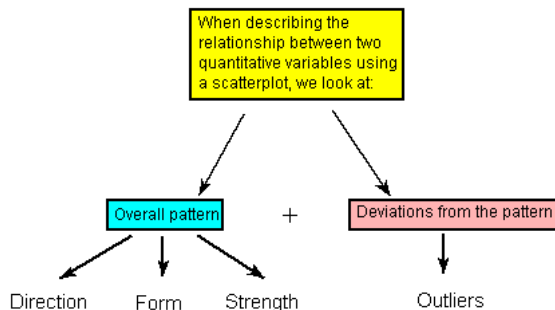 When describing the
relationship between two
quantitative variables using
a scatterplot, we look at:
Overall pattern
+
Deviations from the pattern
Direction
Form
Strength
Outliers